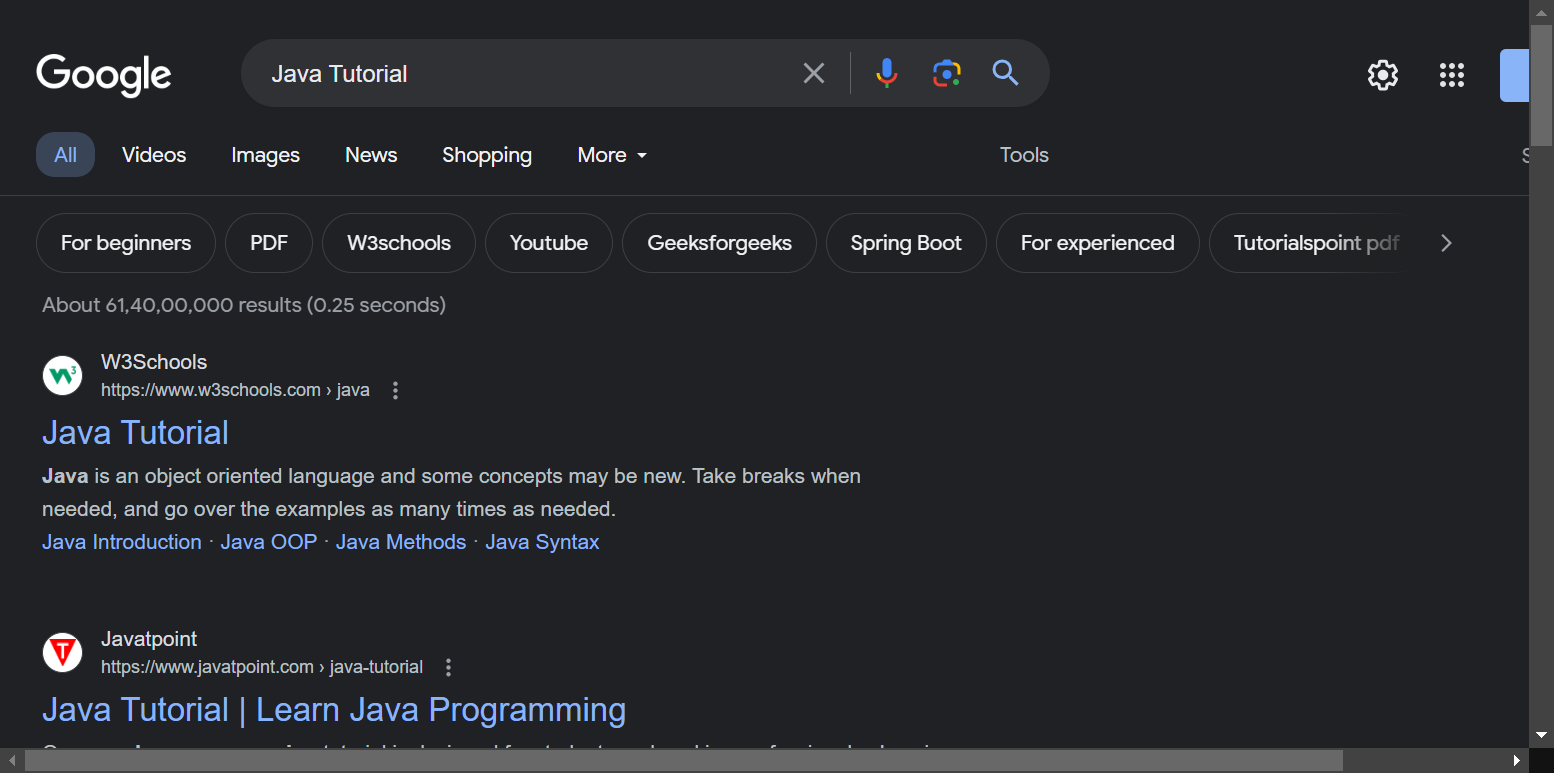 Google
Java Tutorial
All Videos Images News Shopping More Tools
For beginners PDF W3schools Youtube Geeksforgeeks Spring Boot For experienced Tutorialspoint pdf
About 61,40,00,000 results (0.25 seconds)
W3Schools
https://www.w3schools.com › java
Java Tutorial
Java is an object oriented language and some concepts may be new. Take breaks when
needed, and go over the examples as many times as needed.
Java Introduction · Java OOP · Java Methods · Java Syntax
Javatpoint
https://www.javatpoint.com › java-tutorial
Java Tutorial | Learn Java Programming